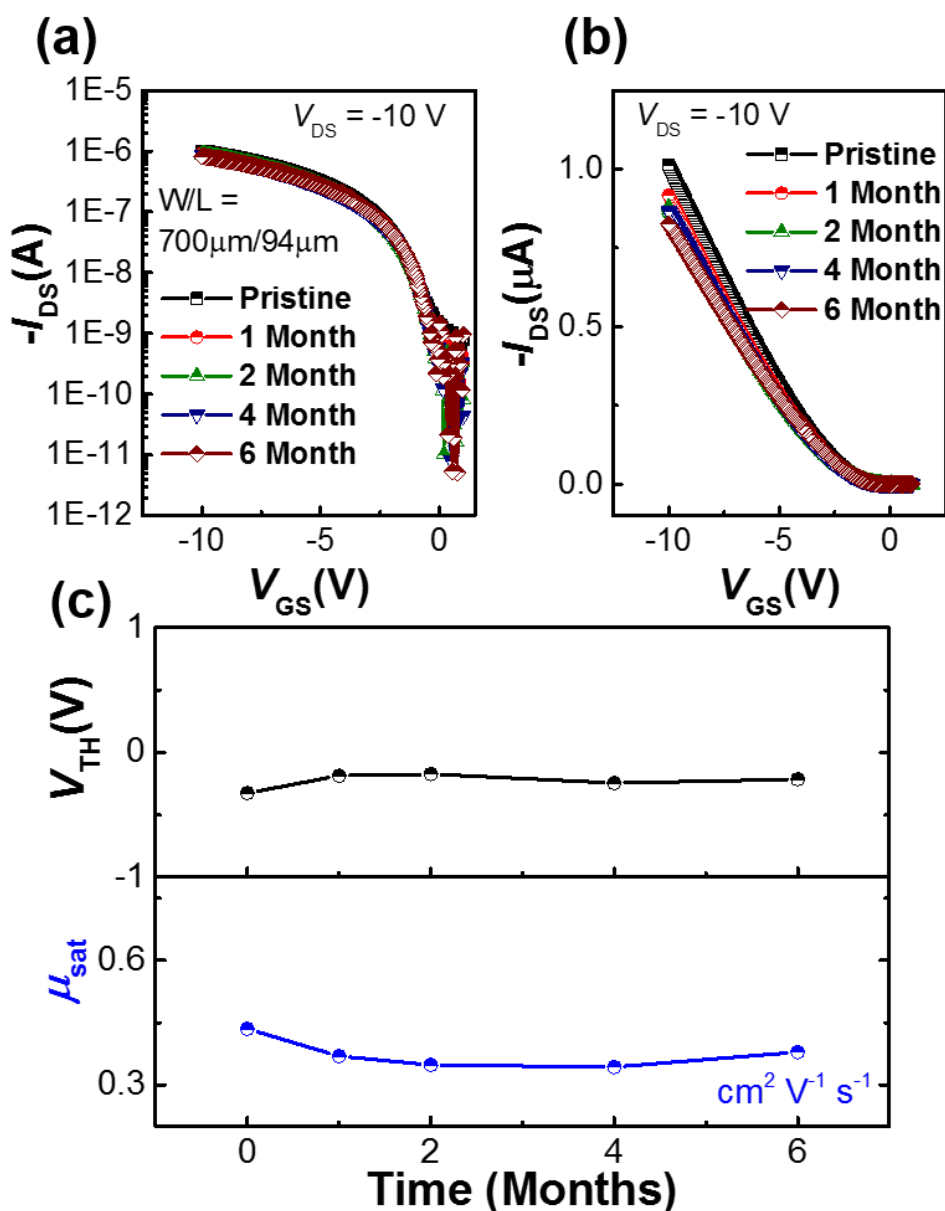 (a)
V_DS = -10 V
W/L =
700μm/94μm
Pristine
1 Month
2 Month
4 Month
6 Month
1E-5
1E-6
1E-7
1E-8
1E-9
1E-10
1E-11
1E-12
-I_DS(A)
-10
-5
0
V_GS(V)
(b)
V_DS = -10 V
Pristine
1 Month
2 Month
4 Month
6 Month
1.0
0.5
0.0
-I_DS(μA)
-10
-5
0
V_GS(V)
(c)
1
0
-1
V_TH(V)
0.6
0.3
μ_sat
cm² V⁻¹ s⁻¹
0
2
4
6
Time (Months)